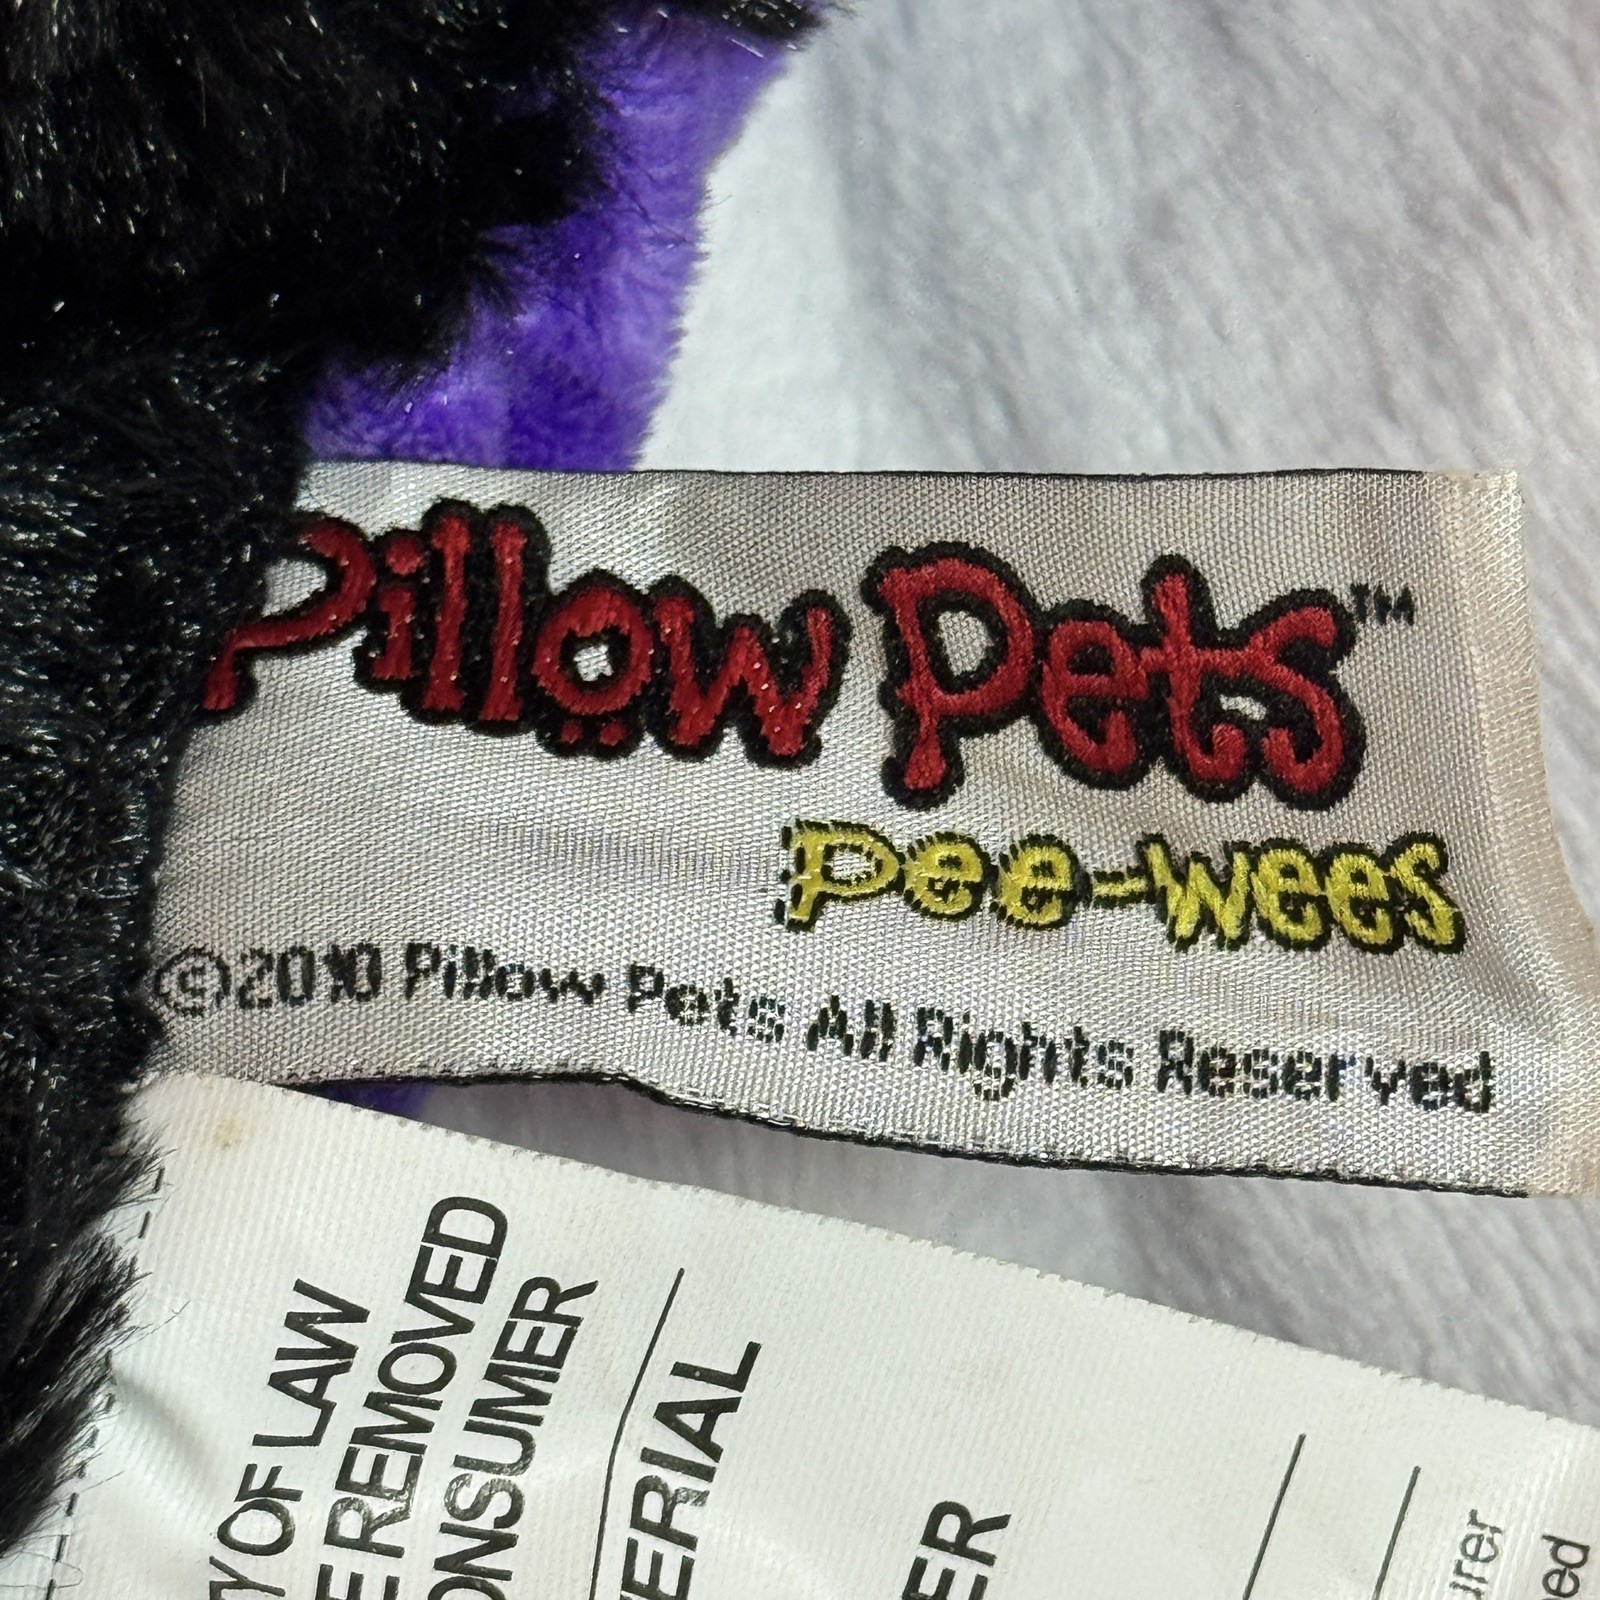 Pillow Pets™
Pee-wees
©2010 Pillow Pets All Rights Reserved
Y OF LAW
E REMOVED
ONSUMER
ERIAL
ER
urer
ed